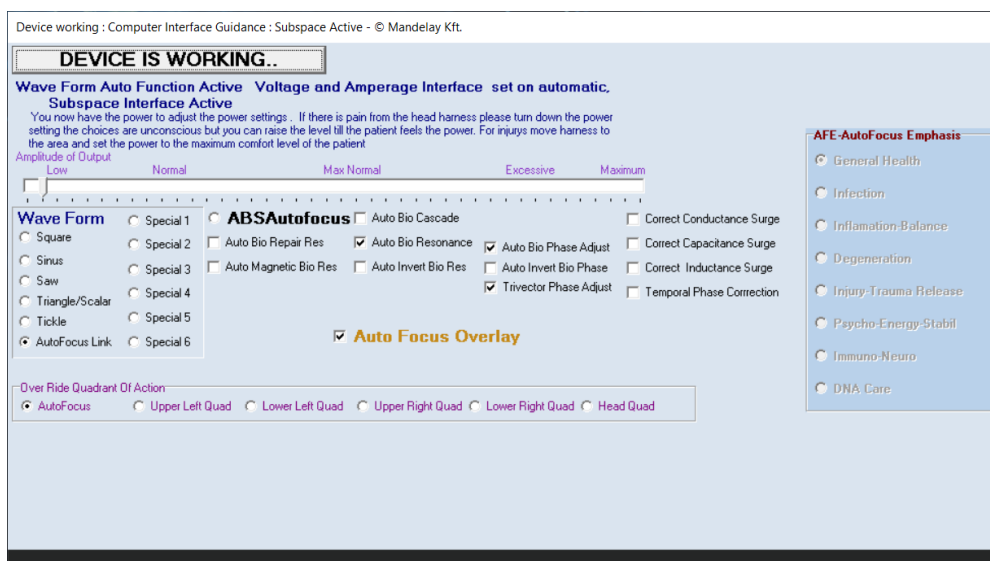 Device working : Computer Interface Guidance : Subspace Active - © Mandelay Kft.
DEVICE IS WORKING..
Wave Form Auto Function Active   Voltage and Amperage Interface  set on automatic,
Subspace Interface Active
You now have the power to adjust the power settings . If there is pain from the head harness please turn down the power
setting the choices are unconscious but you can raise the level till the patient feels the power. For injurys move harness to
the area and set the power to the maximum comfort level of the patient
Amplitude of Output
Low Normal Max Normal Excessive Maximum
Wave Form
Square
Sinus
Saw
Triangle/Scalar
Tickle
AutoFocus Link
Special 1
Special 2
Special 3
Special 4
Special 5
Special 6
ABSAutofocus
Auto Bio Repair Res
Auto Magnetic Bio Res
Auto Bio Cascade
Auto Bio Resonance
Auto Invert Bio Res
Auto Bio Phase Adjust
Auto Invert Bio Phase
Trivector Phase Adjust
Correct Conductance Surge
Correct Capacitance Surge
Correct  Inductance Surge
Temporal Phase Corrrection
Auto Focus Overlay
Over Ride Quadrant Of Action
AutoFocus Upper Left Quad Lower Left Quad Upper Right Quad Lower Right Quad Head Quad
AFE-AutoFocus Emphasis
General Health
Infection
Inflamation-Balance
Degeneration
Injury-Trauma Release
Psycho-Energy-Stabil
Immuno-Neuro
DNA Care